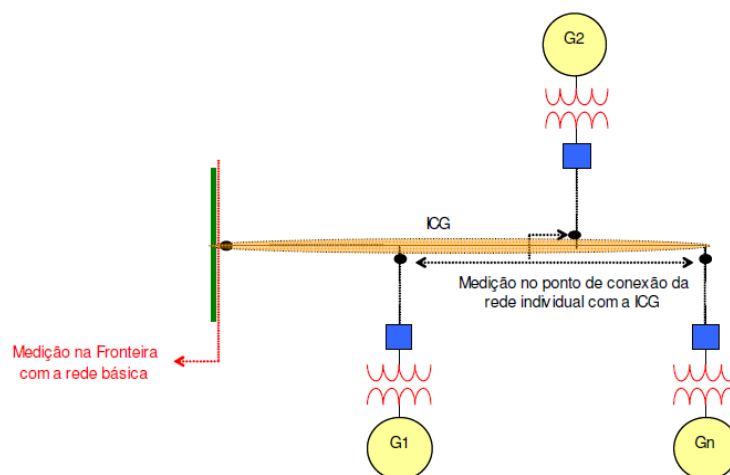 G2
ICG
Medição no ponto de conexão da
rede individual com a ICG
Medição na Fronteira
com a rede básica
G1
Gn